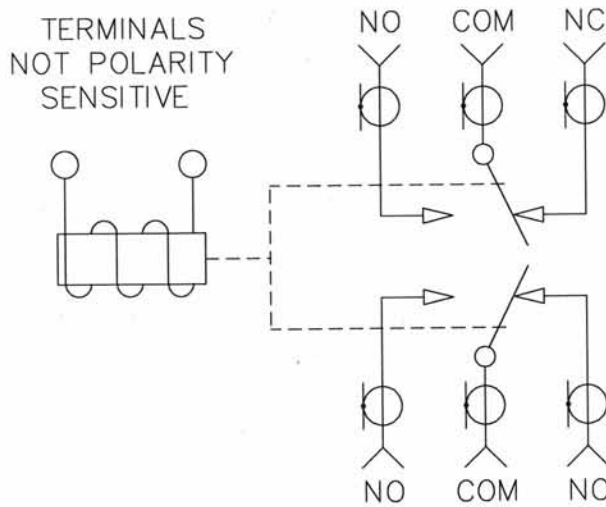 TERMINALS
NOT POLARITY
SENSITIVE
NO COM NC
NO COM NC